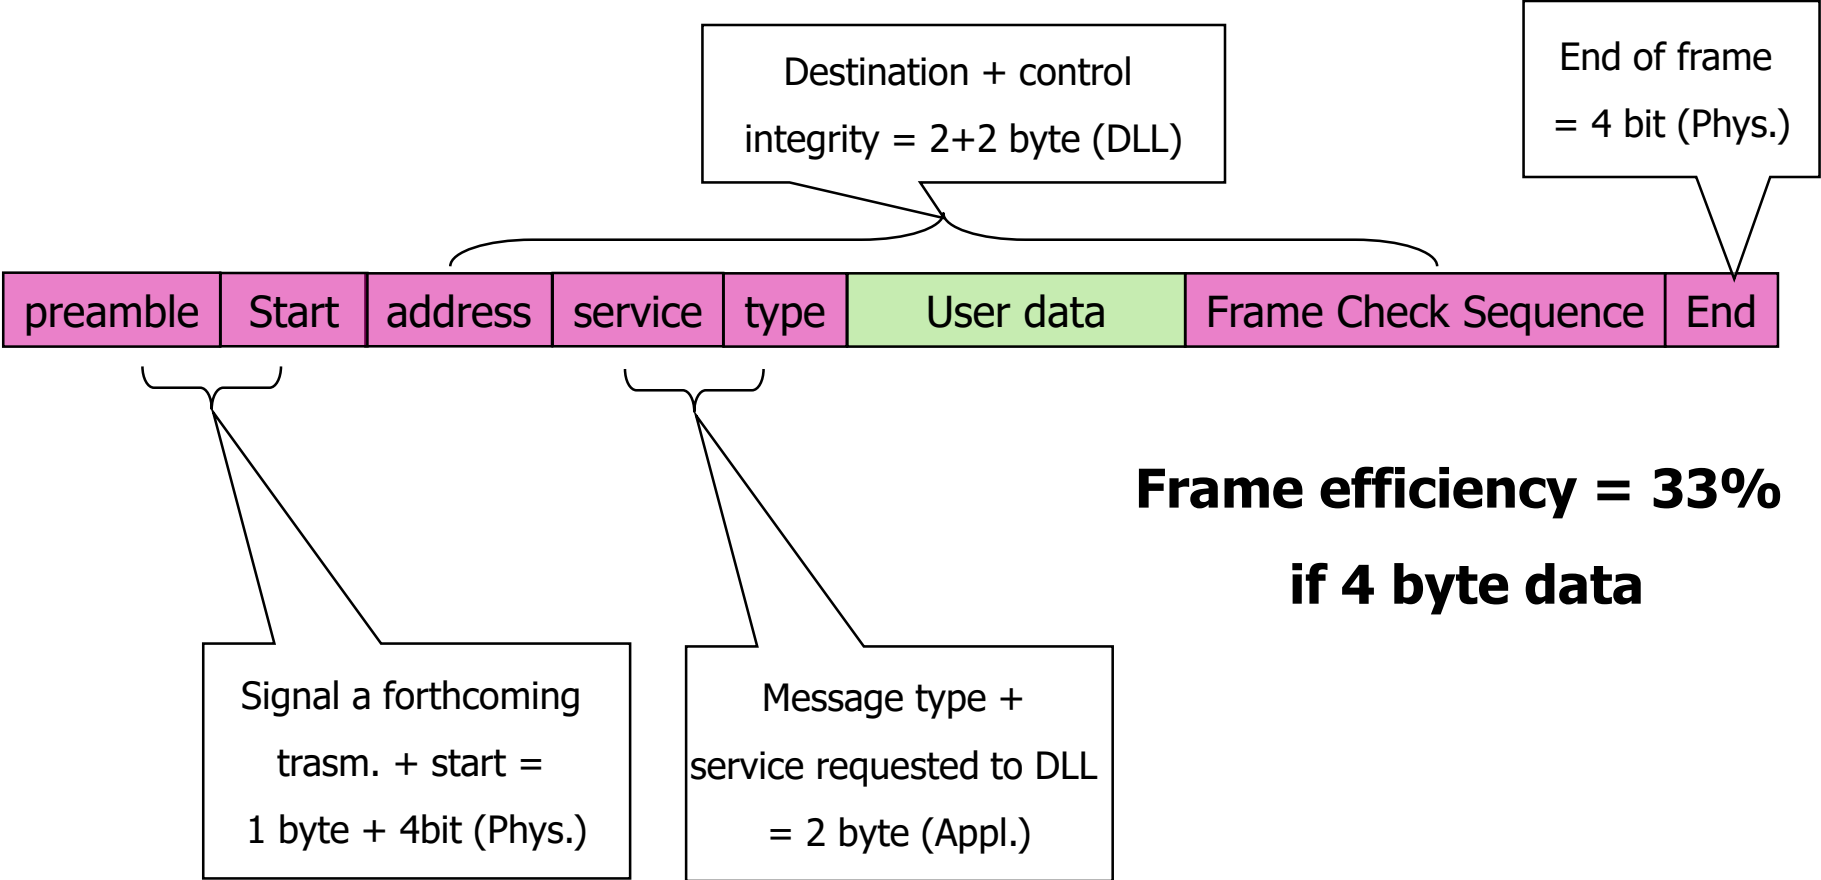 Destination + control
integrity = 2+2 byte (DLL)
End of frame
= 4 bit (Phys.)
preamble Start address service type User data Frame Check Sequence End
Frame efficiency = 33%
if 4 byte data
Signal a forthcoming
trasm. + start =
1 byte + 4bit (Phys.)
Message type +
service requested to DLL
= 2 byte (Appl.)